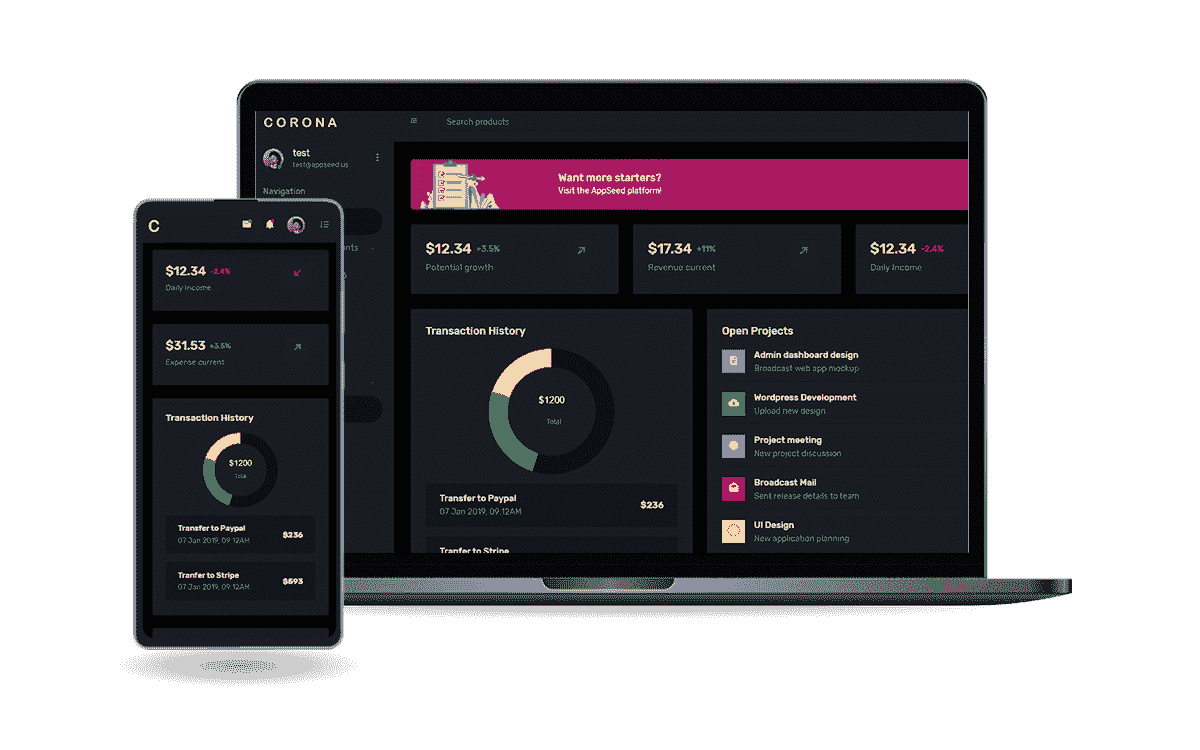 CORONA
Search products
test
test@appseed.us
Navigation
Want more starters?
Visit the AppSeed platform!
$12.34 +3.5%
Potential growth
$17.34 +11%
Revenue current
$12.34 -2.4%
Daily Income
Transaction History
$1200
Total
Transfer to Paypal
07 Jan 2019, 09:12AM
$236
Tranfer to Stripe
Open Projects
Admin dashboard design
Broadcast web app mockup
Wordpress Development
Upload new design
Project meeting
New project discussion
Broadcast Mail
Sent release details to team
UI Design
New application planning
C
$12.34 -2.4%
Daily Income
$31.53 +3.5%
Expense current
Transaction History
$1200
Total
Transfer to Paypal
07 Jan 2019, 09:12AM
$236
Tranfer to Stripe
07 Jan 2019, 09:12AM
$593